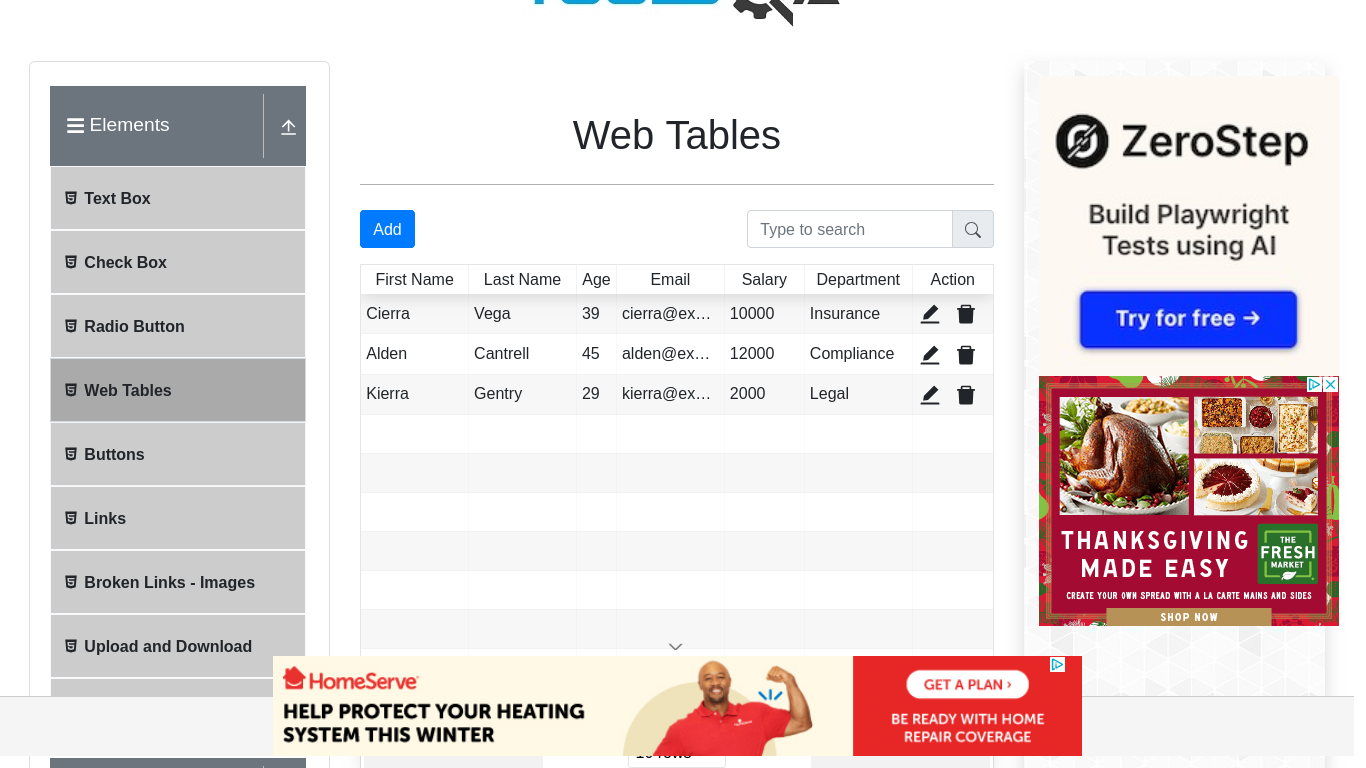 Elements
Text Box
Check Box
Radio Button
Web Tables
Buttons
Links
Broken Links - Images
Upload and Download
Web Tables
Add
Type to search
First Name Last Name Age Email Salary Department Action
Cierra Vega 39 cierra@ex… 10000 Insurance
Alden Cantrell 45 alden@ex… 12000 Compliance
Kierra Gentry 29 kierra@ex… 2000 Legal
ZeroStep
Build Playwright
Tests using AI
Try for free →
THANKSGIVING
MADE EASY
THE
FRESH
MARKET
CREATE YOUR OWN SPREAD WITH A LA CARTE MAINS AND SIDES
SHOP NOW
HomeServe
HELP PROTECT YOUR HEATING
SYSTEM THIS WINTER
GET A PLAN ›
BE READY WITH HOME
REPAIR COVERAGE